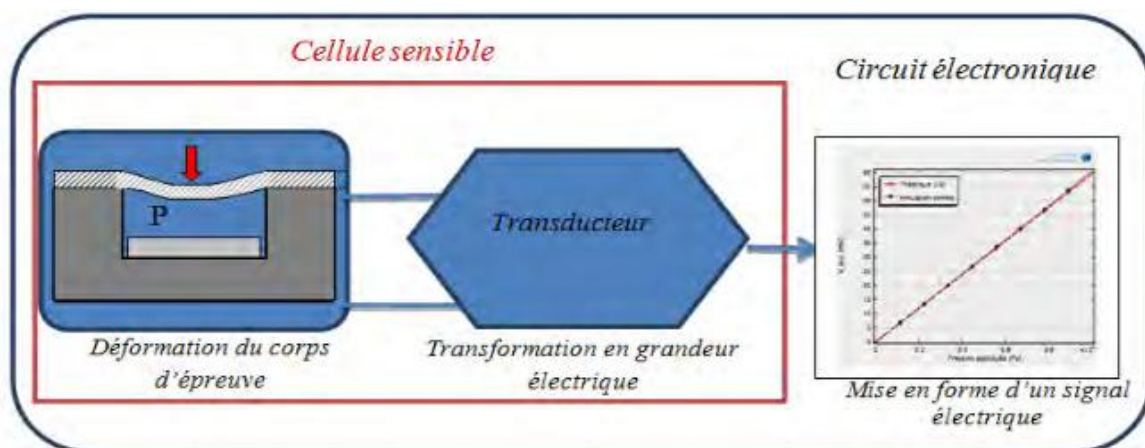 Cellule sensible
Circuit électronique
P
Transducteur
Déformation du corps
d'épreuve
Transformation en grandeur
électrique
Mise en forme d'un signal
électrique